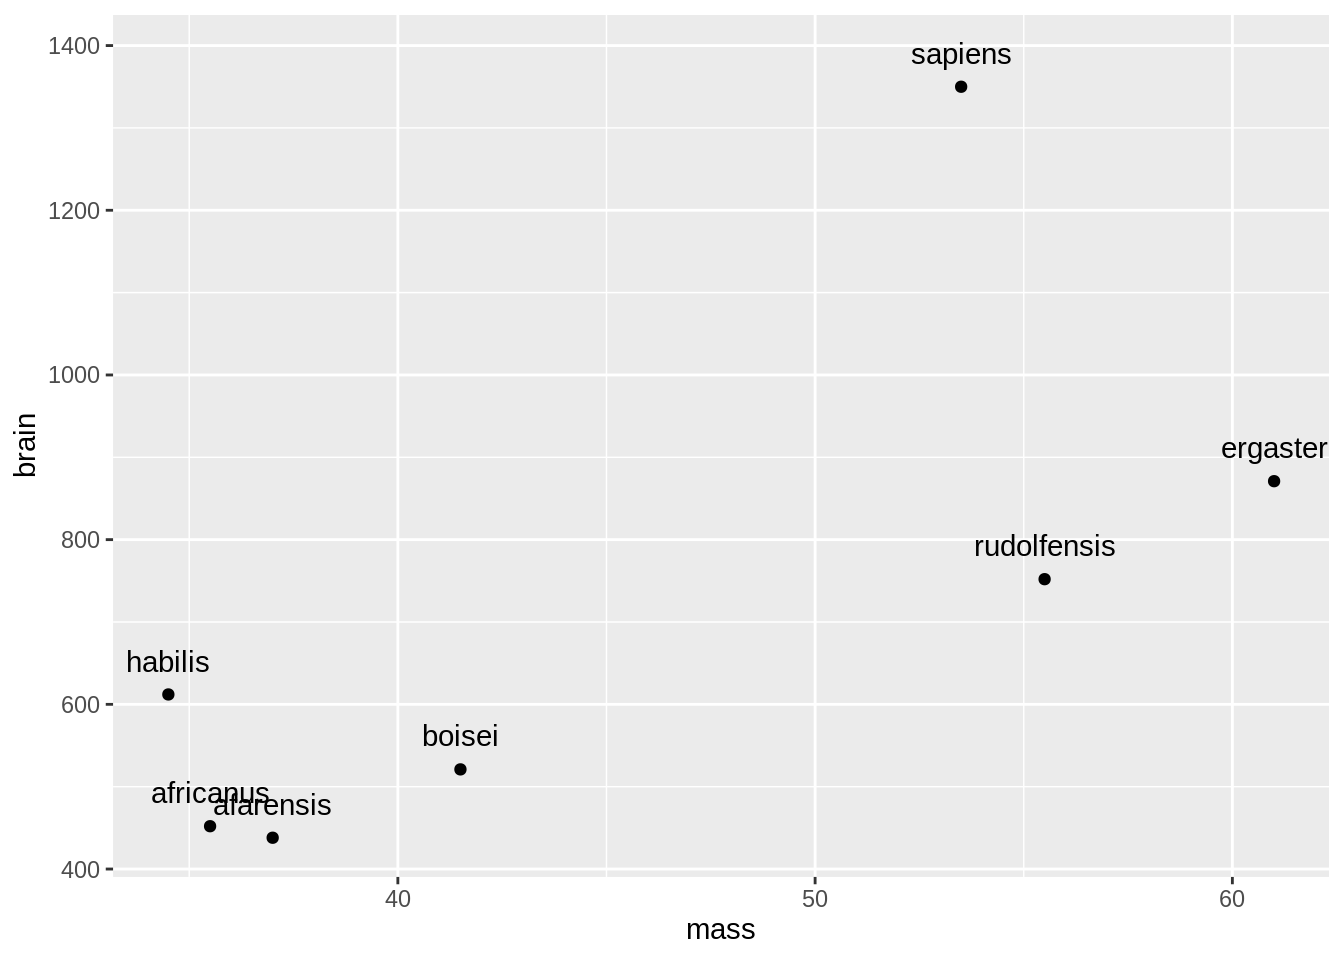 1400
sapiens
1200
1000
brain
ergaster
800
rudolfensis
habilis
600
boisei
africanus
afarensis
400
40 50 60
mass